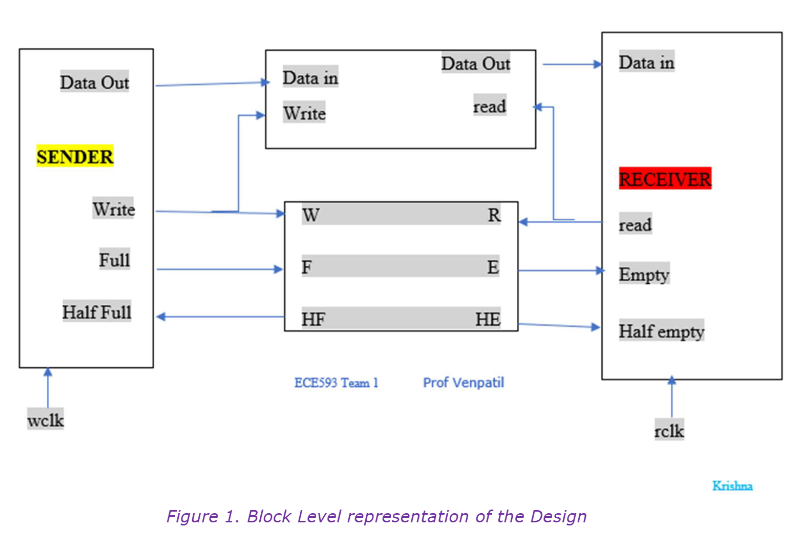 Data Out
SENDER
Write
Full
Half Full
wclk
Data in
Write
Data Out
read
W R
F E
HF HE
Data in
RECEIVER
read
Empty
Half empty
rclk
ECE593 Team 1 Prof Venpatil
Krishna
Figure 1. Block Level representation of the Design